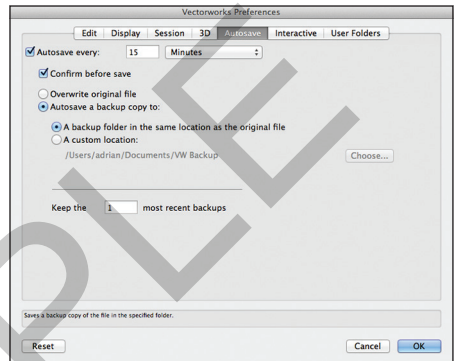 Vectorworks Preferences
Edit Display Session 3D Autosave Interactive User Folders
Autosave every: 15 Minutes
Confirm before save
Overwrite original file
Autosave a backup copy to:
A backup folder in the same location as the original file
A custom location:
/Users/adrian/Documents/VW Backup Choose...
Keep the 1 most recent backups
Saves a backup copy of the file in the specified folder.
Reset Cancel OK
PLE